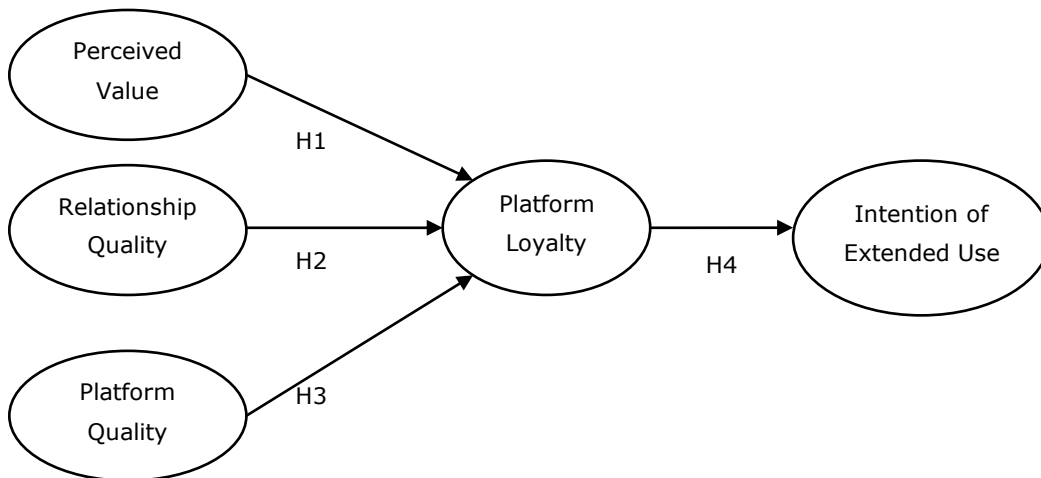 Perceived
Value
H1
Relationship
Quality
H2
Platform
Quality
H3
Platform
Loyalty
H4
Intention of
Extended Use